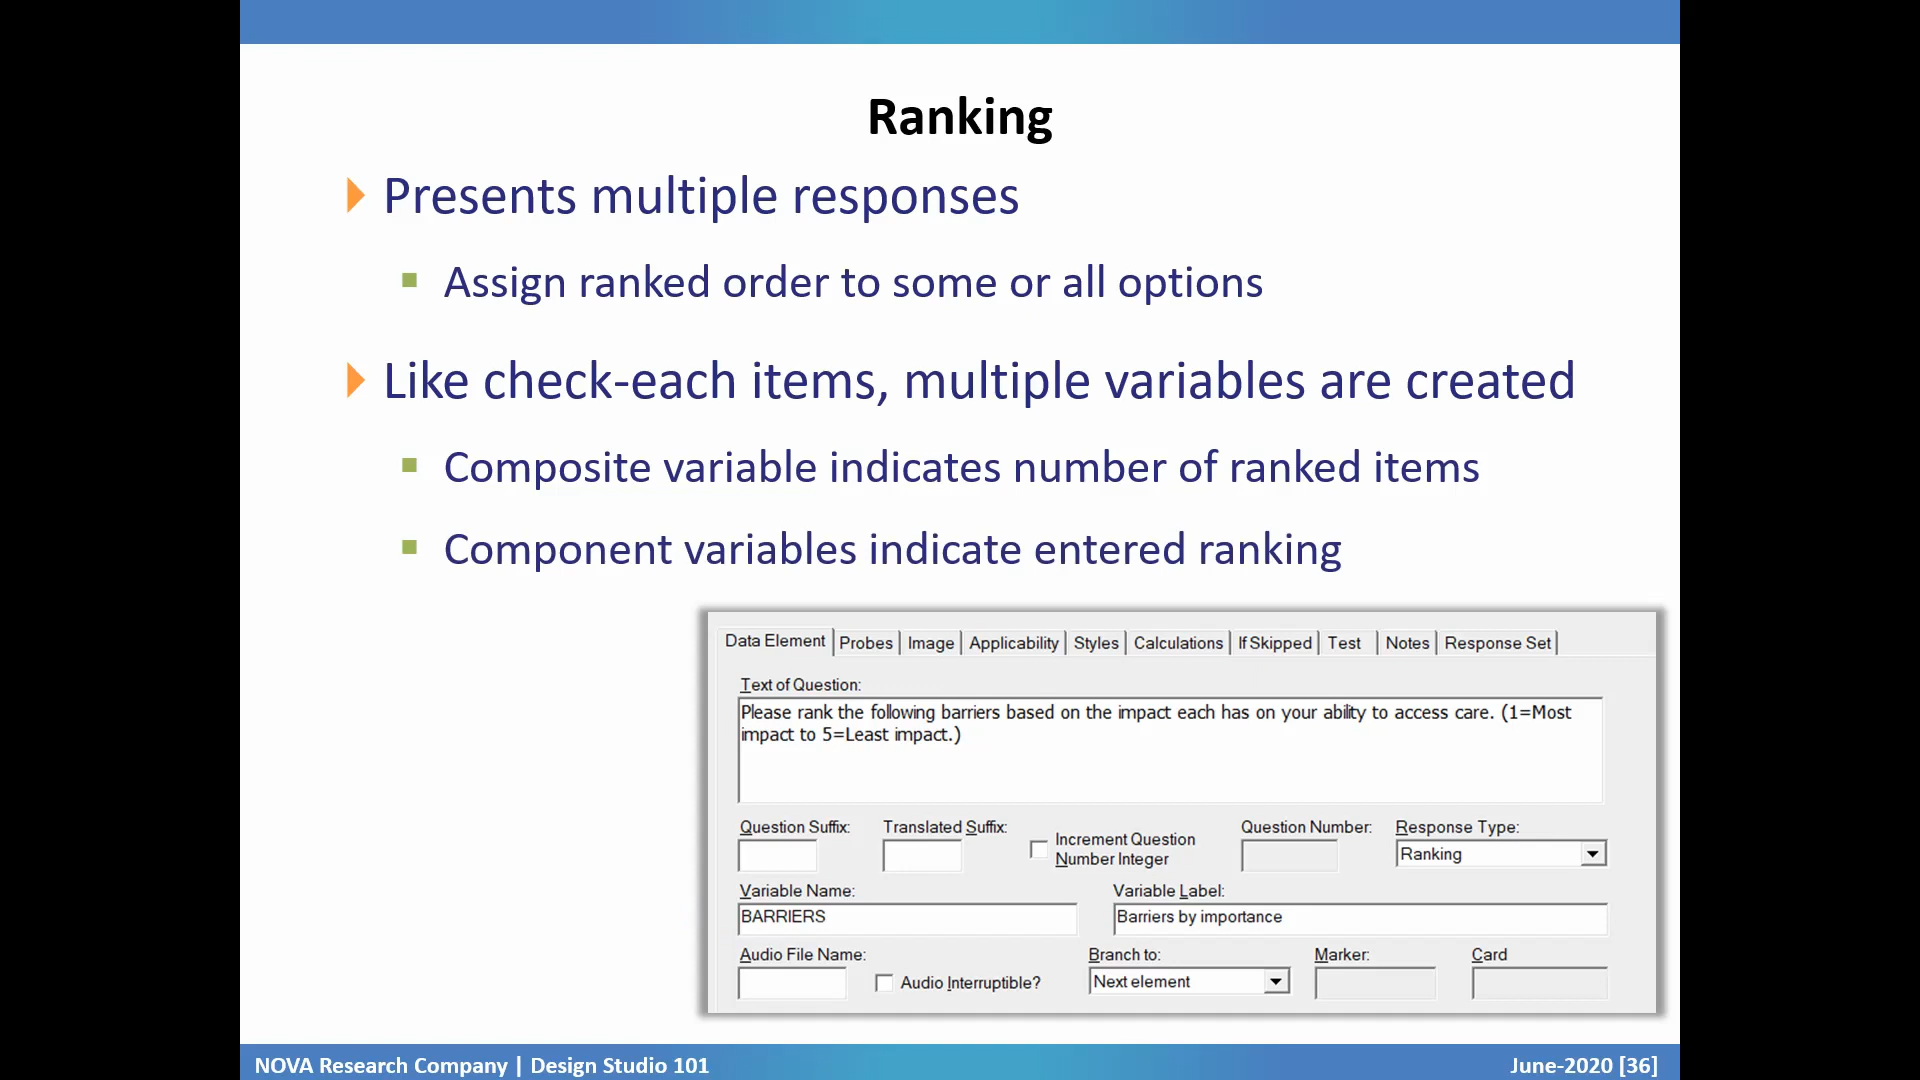 Ranking
Presents multiple responses
Assign ranked order to some or all options
Like check-each items, multiple variables are created
Composite variable indicates number of ranked items
Component variables indicate entered ranking
Data Element Probes Image Applicability Styles Calculations If Skipped Test Notes Response Set
Text of Question:
Please rank the following barriers based on the impact each has on your ability to access care. (1=Most
impact to 5=Least impact.)
Question Suffix: Translated Suffix: Increment Question Number Integer Question Number: Response Type:
Ranking
Variable Name: Variable Label:
BARRIERS Barriers by importance
Audio File Name: Audio Interruptible? Branch to: Marker: Card
Next element
NOVA Research Company | Design Studio 101 June-2020 [36]